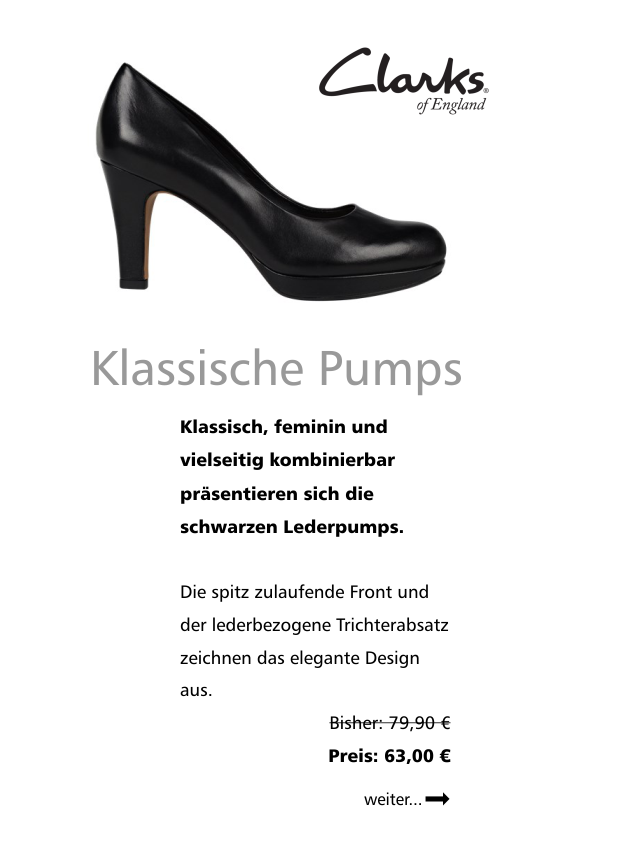 Clarks®
of England
Klassische Pumps
Klassisch, feminin und
vielseitig kombinierbar
präsentieren sich die
schwarzen Lederpumps.
Die spitz zulaufende Front und
der lederbezogene Trichterabsatz
zeichnen das elegante Design
aus.
Bisher: 79,90 €
Preis: 63,00 €
weiter...